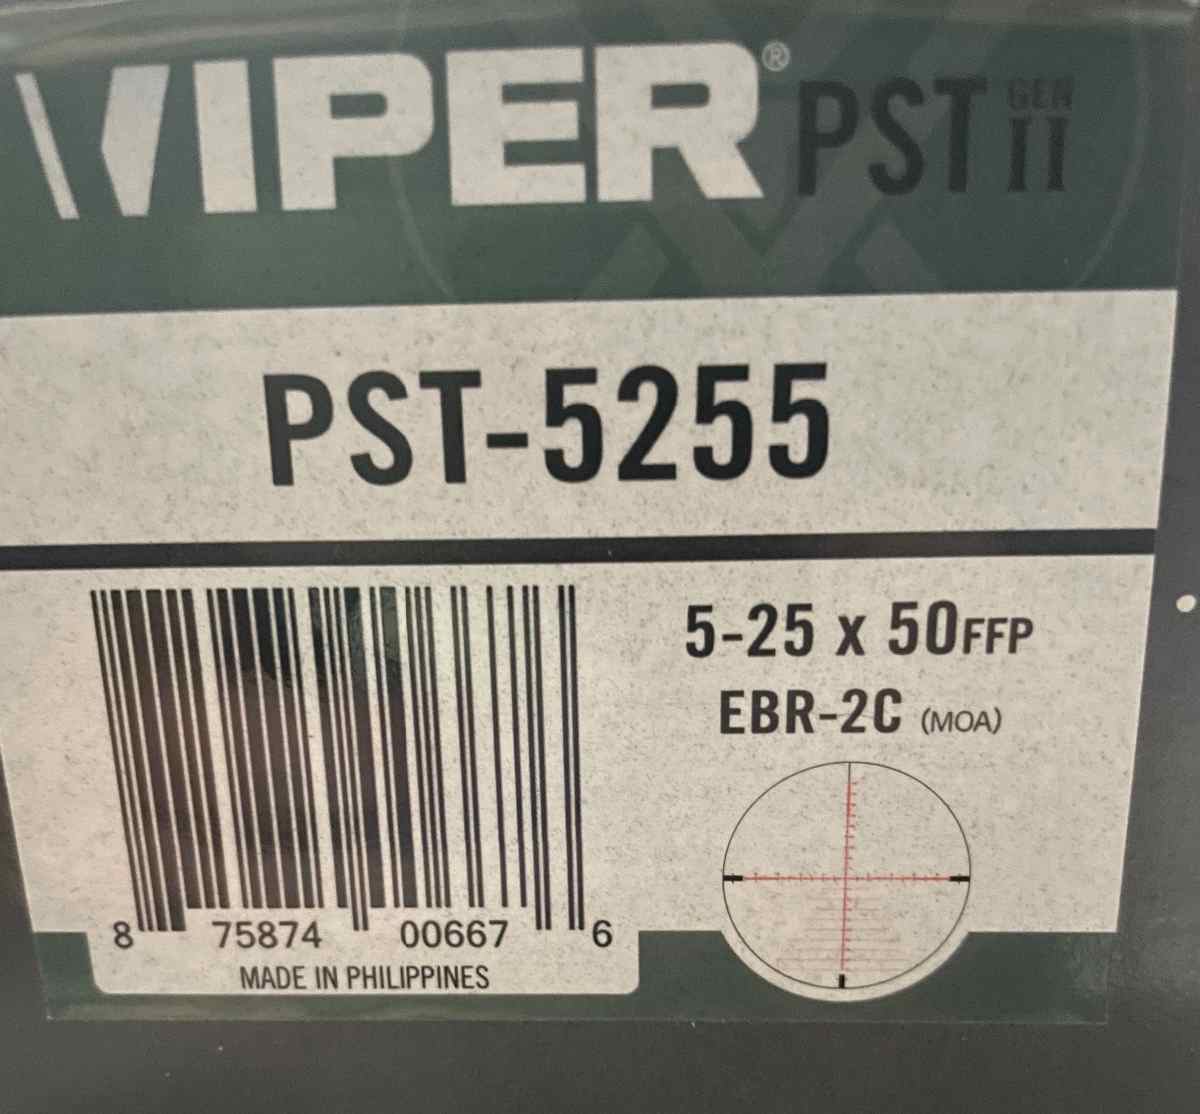 VIPER® PST GEN II
PST-5255
5-25 x 50FFP
EBR-2C (MOA)
8 75874 00667 6
MADE IN PHILIPPINES